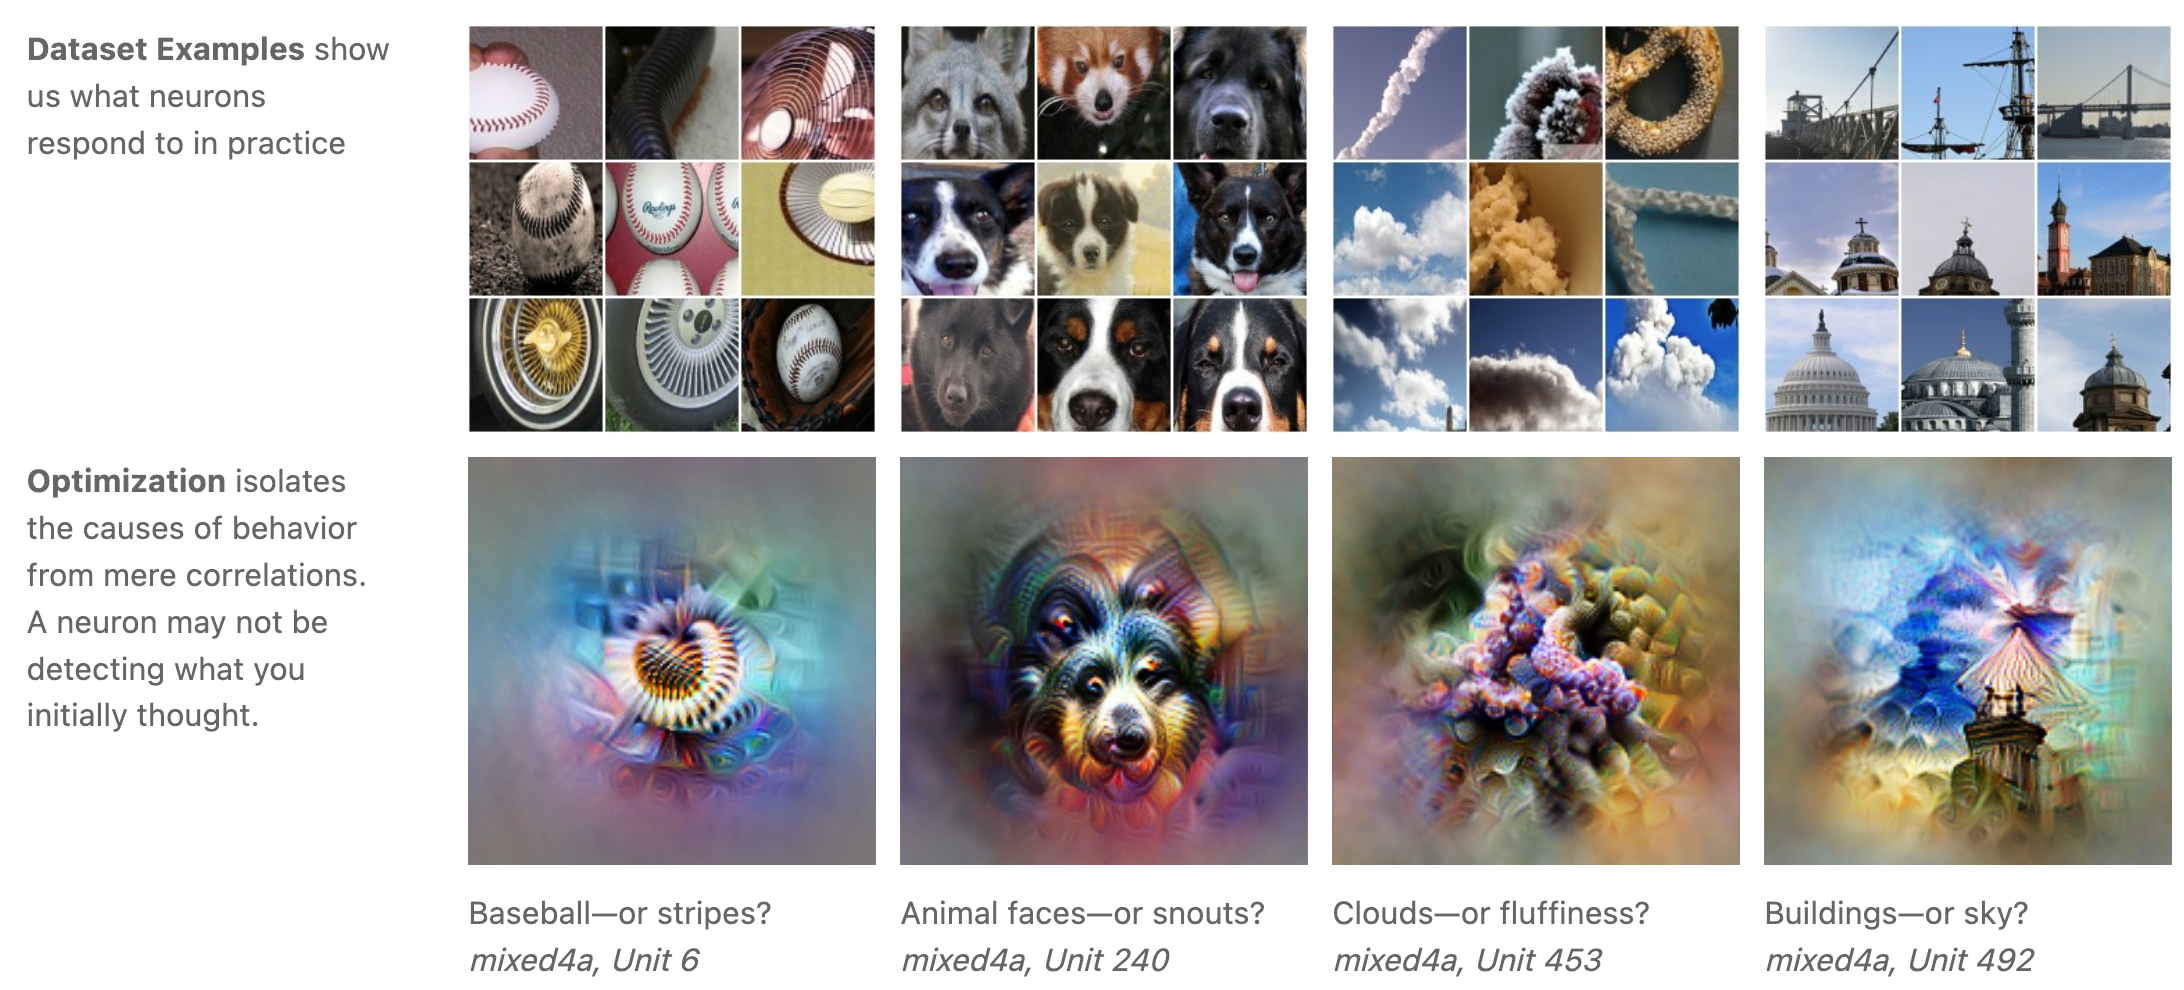 Dataset Examples show
us what neurons
respond to in practice
Rawlings
Optimization isolates
the causes of behavior
from mere correlations.
A neuron may not be
detecting what you
initially thought.
Baseball—or stripes?
mixed4a, Unit 6
Animal faces—or snouts?
mixed4a, Unit 240
Clouds—or fluffiness?
mixed4a, Unit 453
Buildings—or sky?
mixed4a, Unit 492